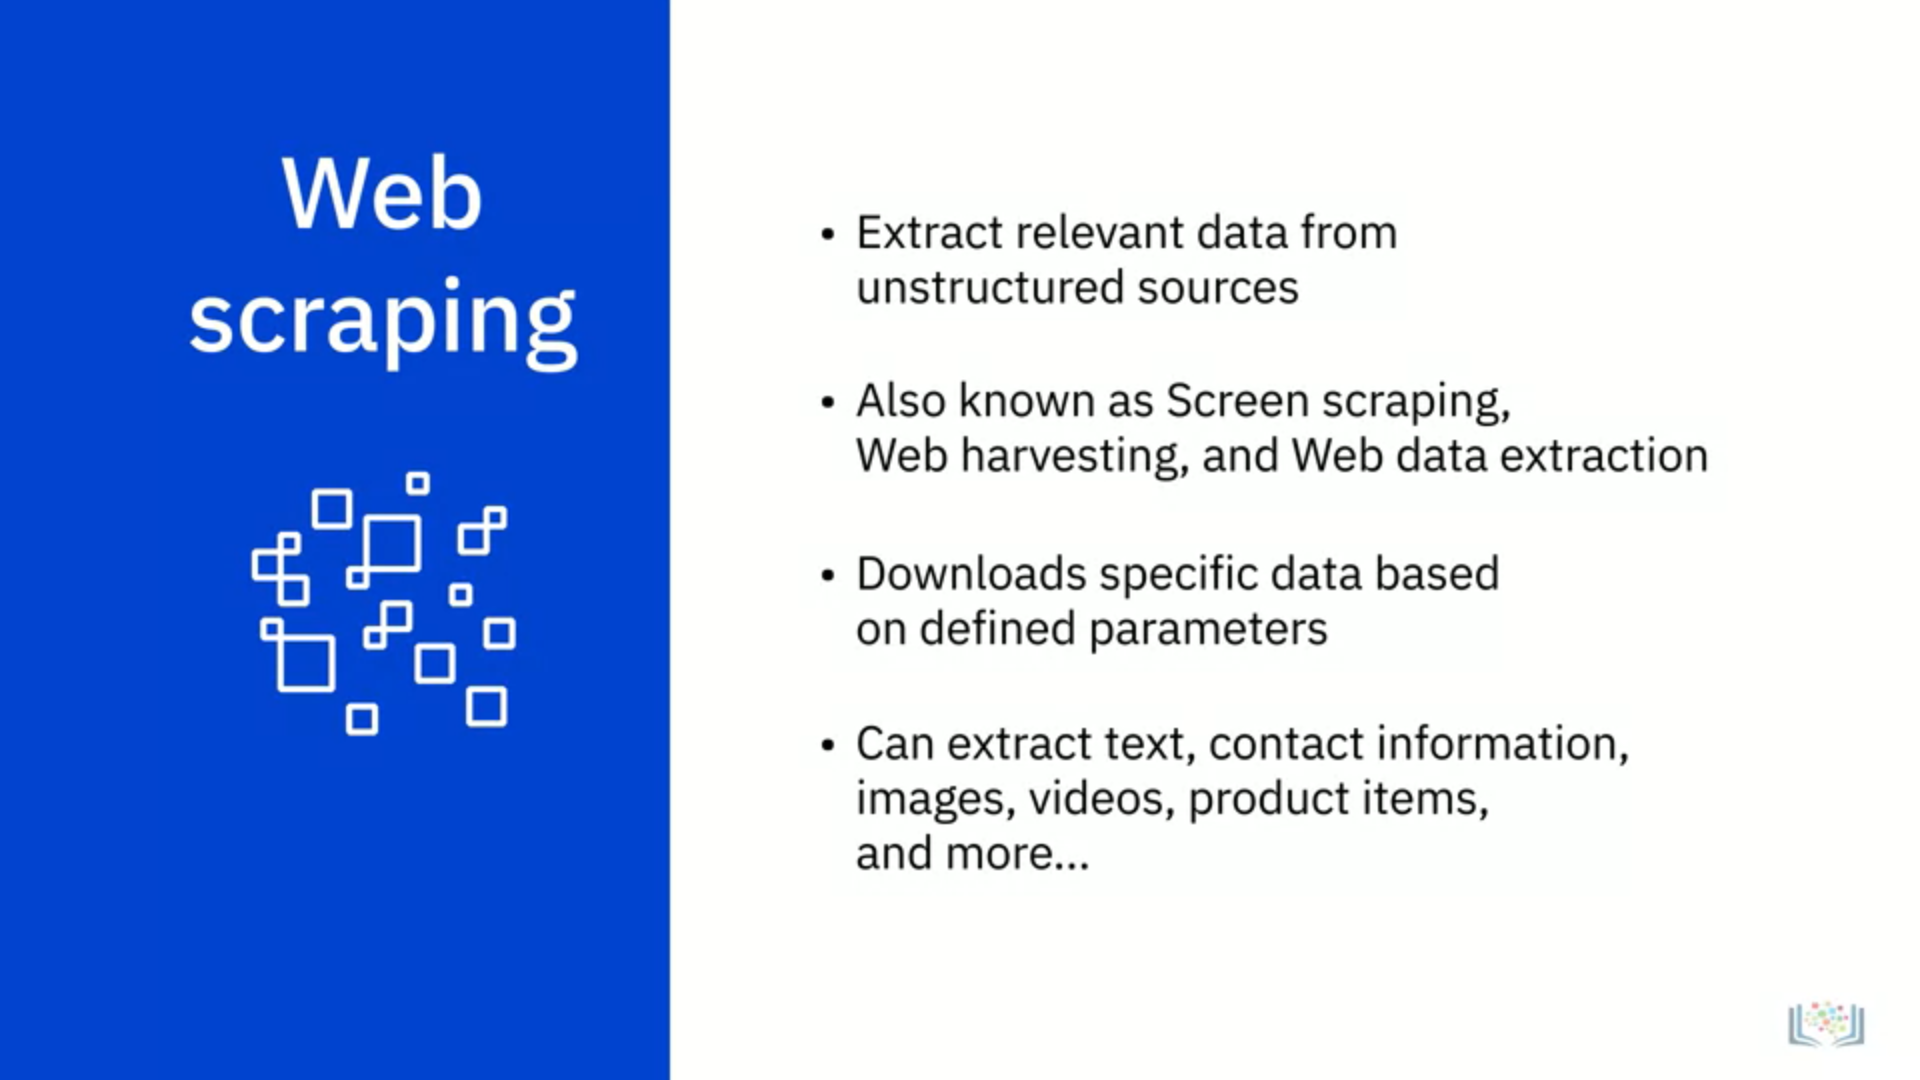 Web
scraping
• Extract relevant data from
unstructured sources
• Also known as Screen scraping,
Web harvesting, and Web data extraction
• Downloads specific data based
on defined parameters
• Can extract text, contact information,
images, videos, product items,
and more...